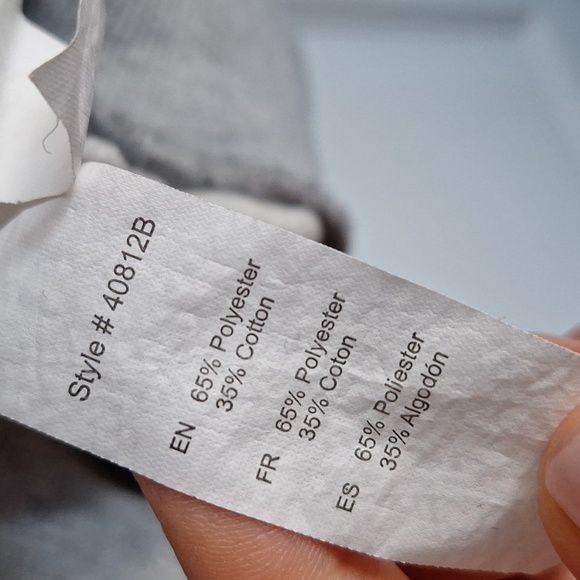 Style # 40812B
EN 65% Polyester
35% Cotton
FR 65% Polyester
35% Coton
ES 65% Poliester
35% Algodón